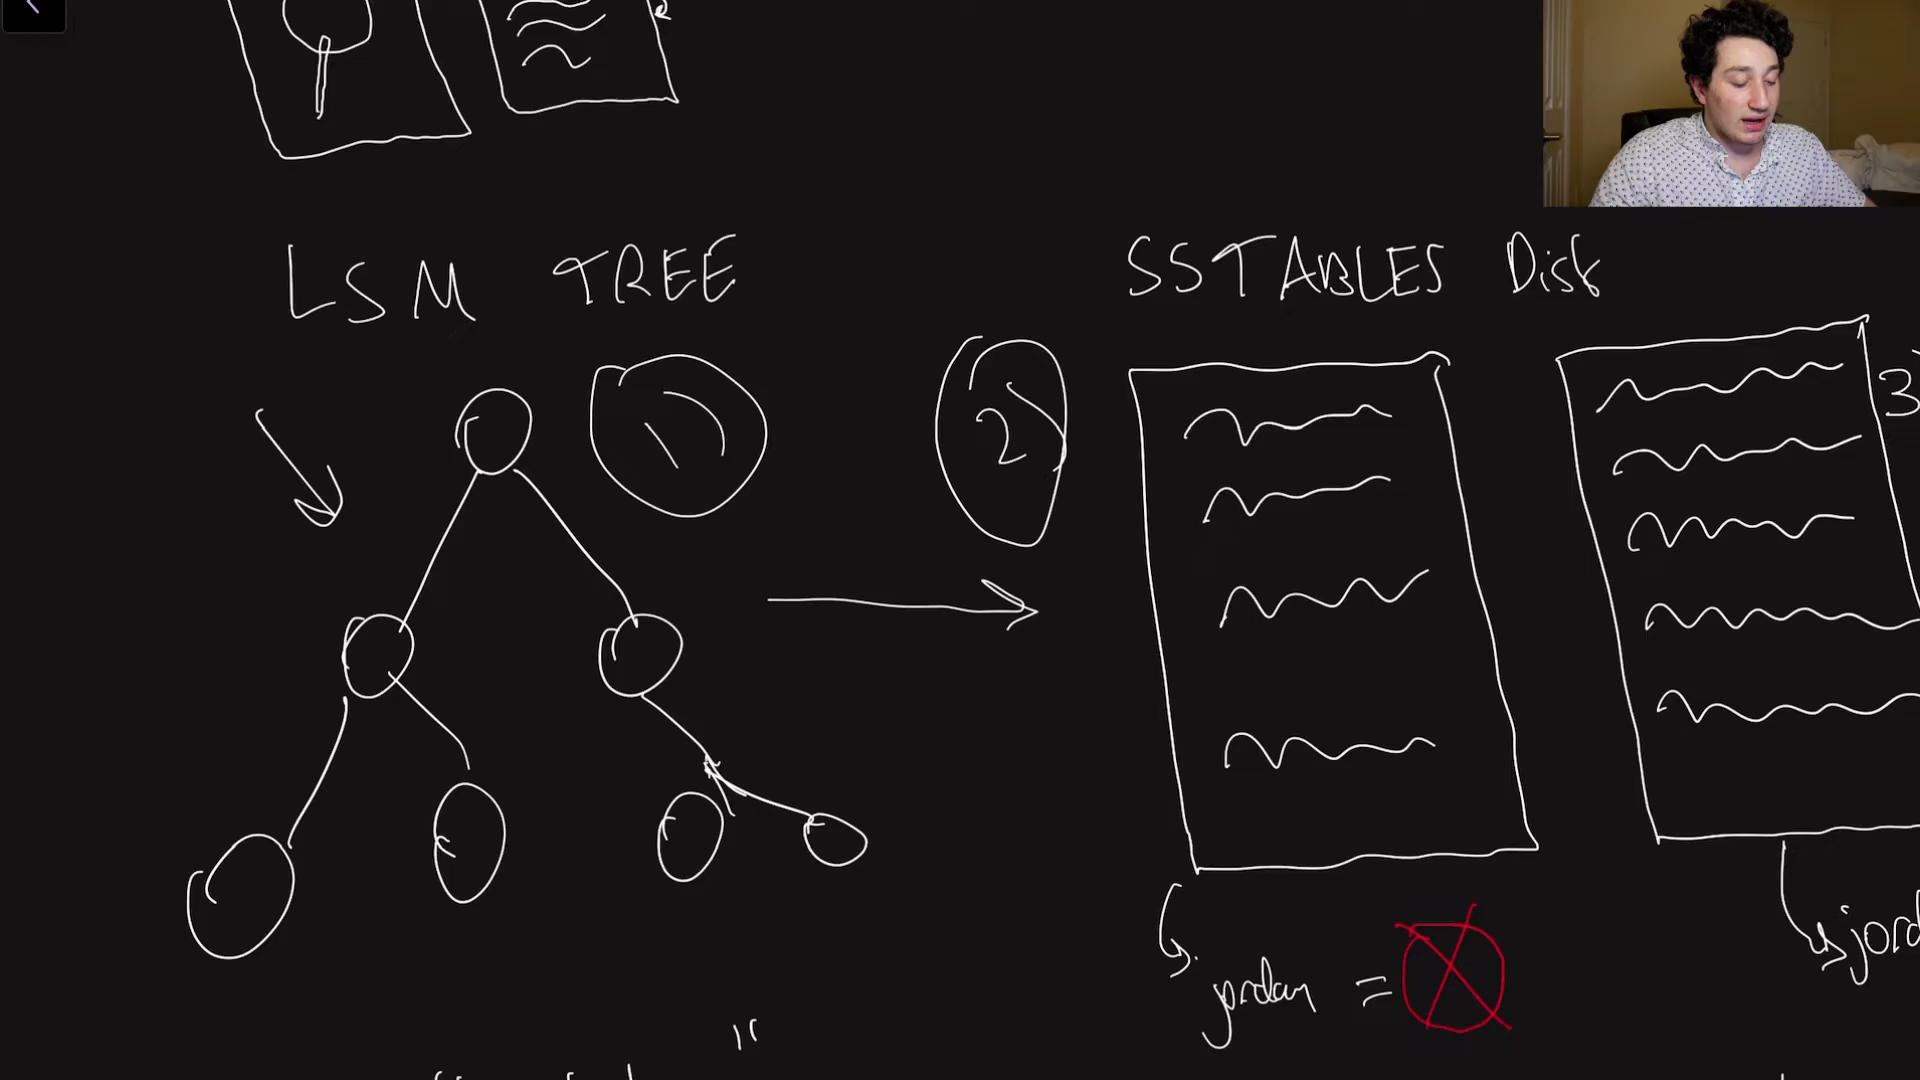 LSM TREE
SSTABLES Disk
1)
2)
3)
jordan =
jord